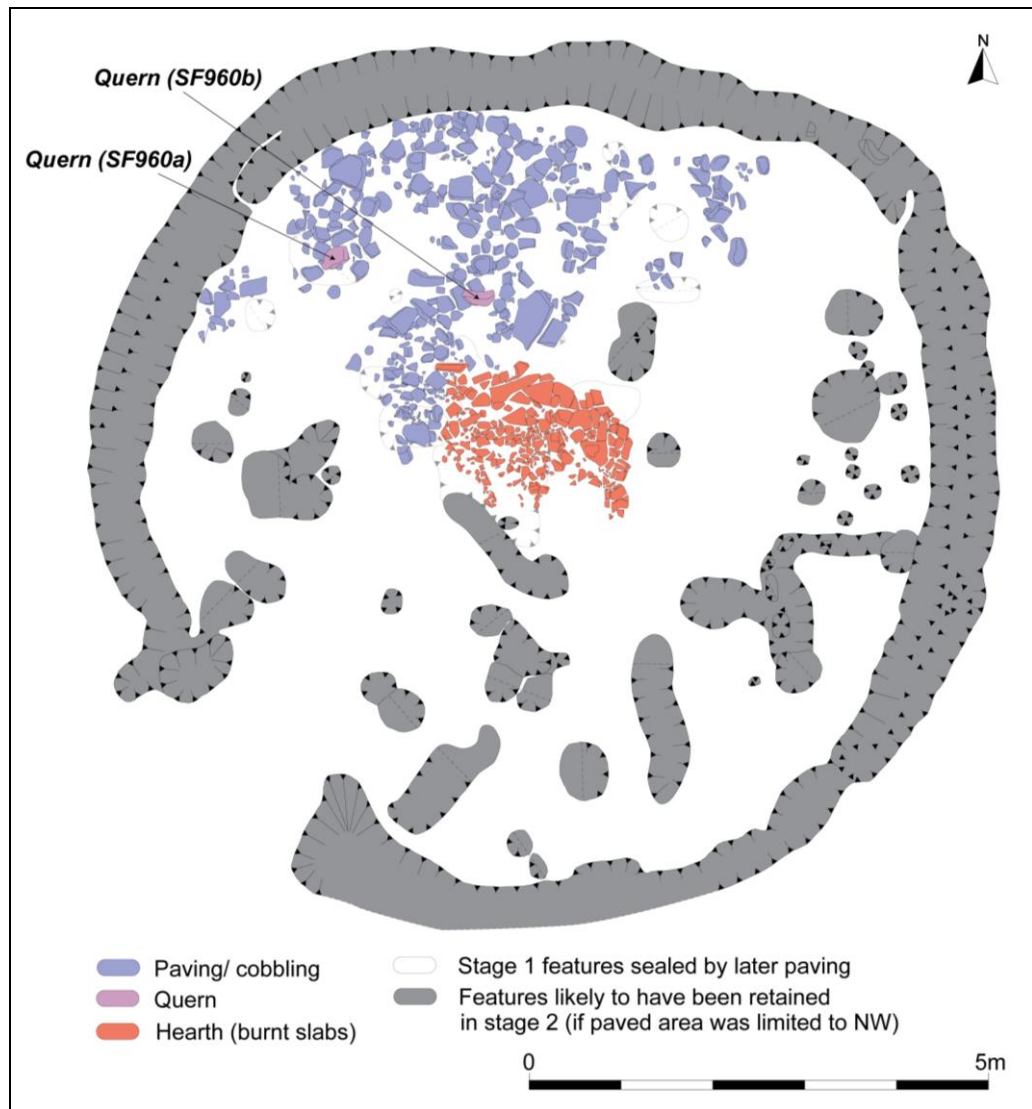 Quern (SF960b)
Quern (SF960a)
N
Paving/ cobbling
Quern
Hearth (burnt slabs)
Stage 1 features sealed by later paving
Features likely to have been retained
in stage 2 (if paved area was limited to NW)
0
5m